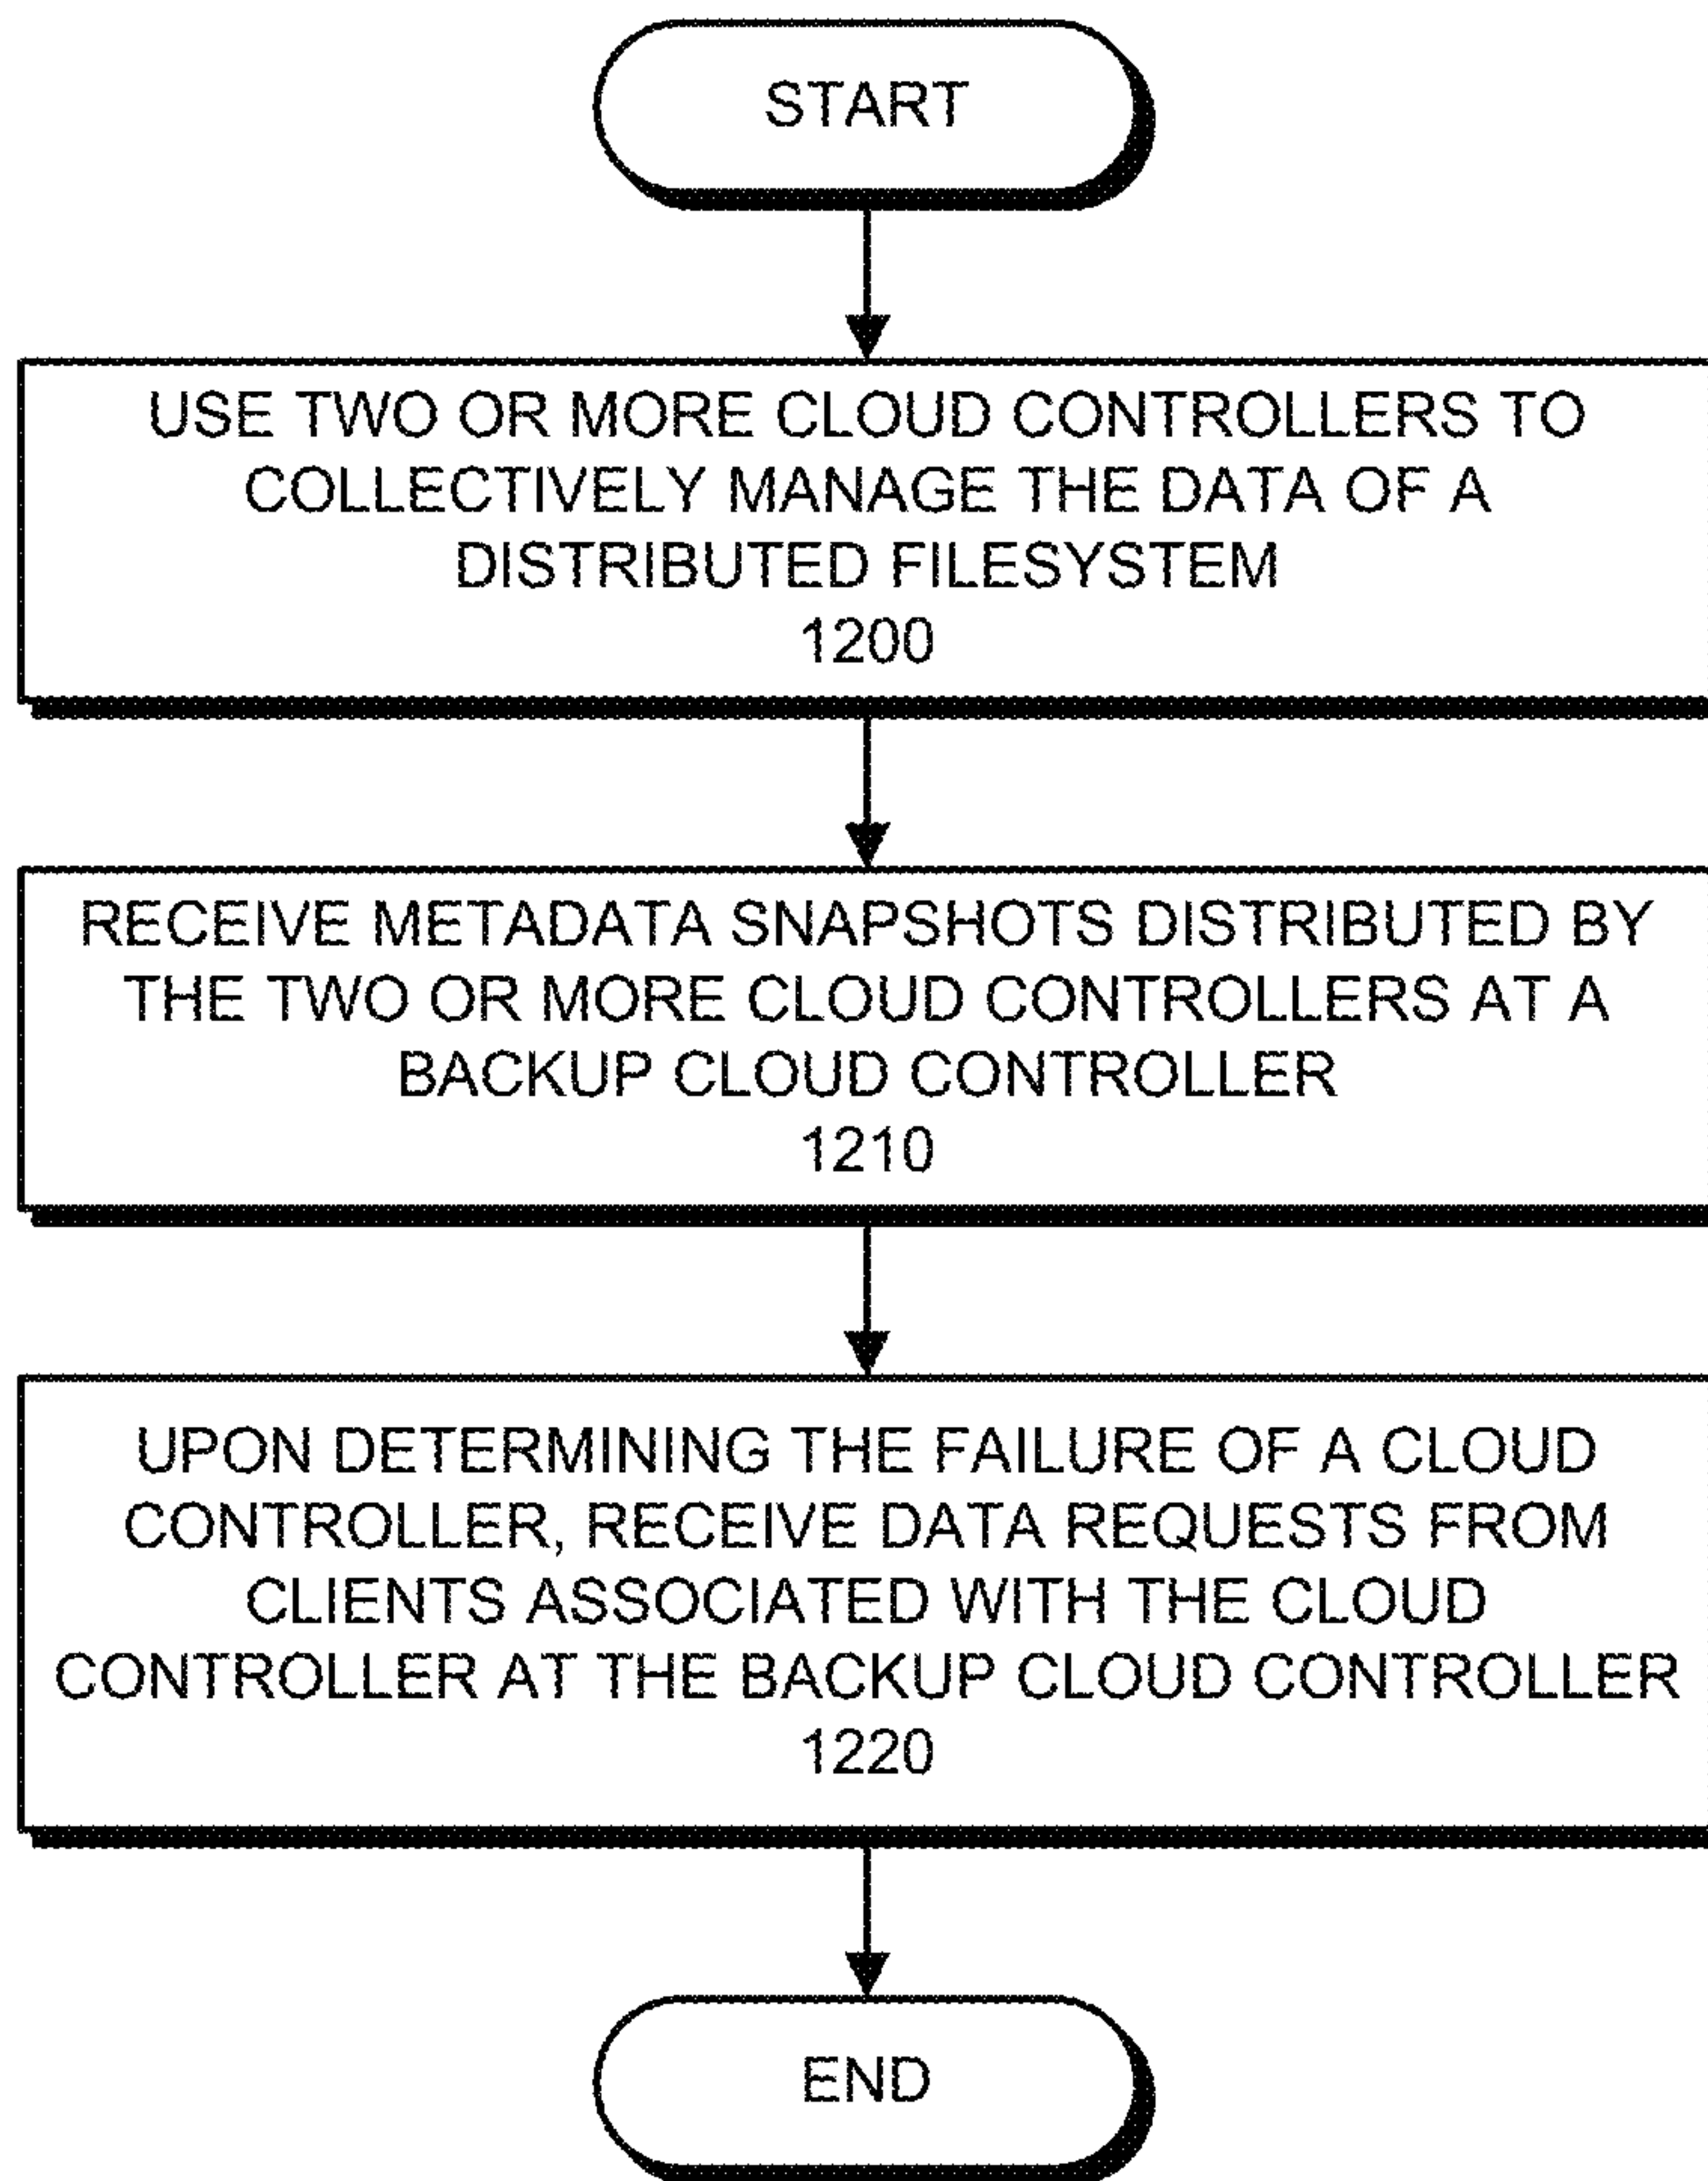 START
USE TWO OR MORE CLOUD CONTROLLERS TO
COLLECTIVELY MANAGE THE DATA OF A
DISTRIBUTED FILESYSTEM
1200
RECEIVE METADATA SNAPSHOTS DISTRIBUTED BY
THE TWO OR MORE CLOUD CONTROLLERS AT A
BACKUP CLOUD CONTROLLER
1210
UPON DETERMINING THE FAILURE OF A CLOUD
CONTROLLER, RECEIVE DATA REQUESTS FROM
CLIENTS ASSOCIATED WITH THE CLOUD
CONTROLLER AT THE BACKUP CLOUD CONTROLLER
1220
END